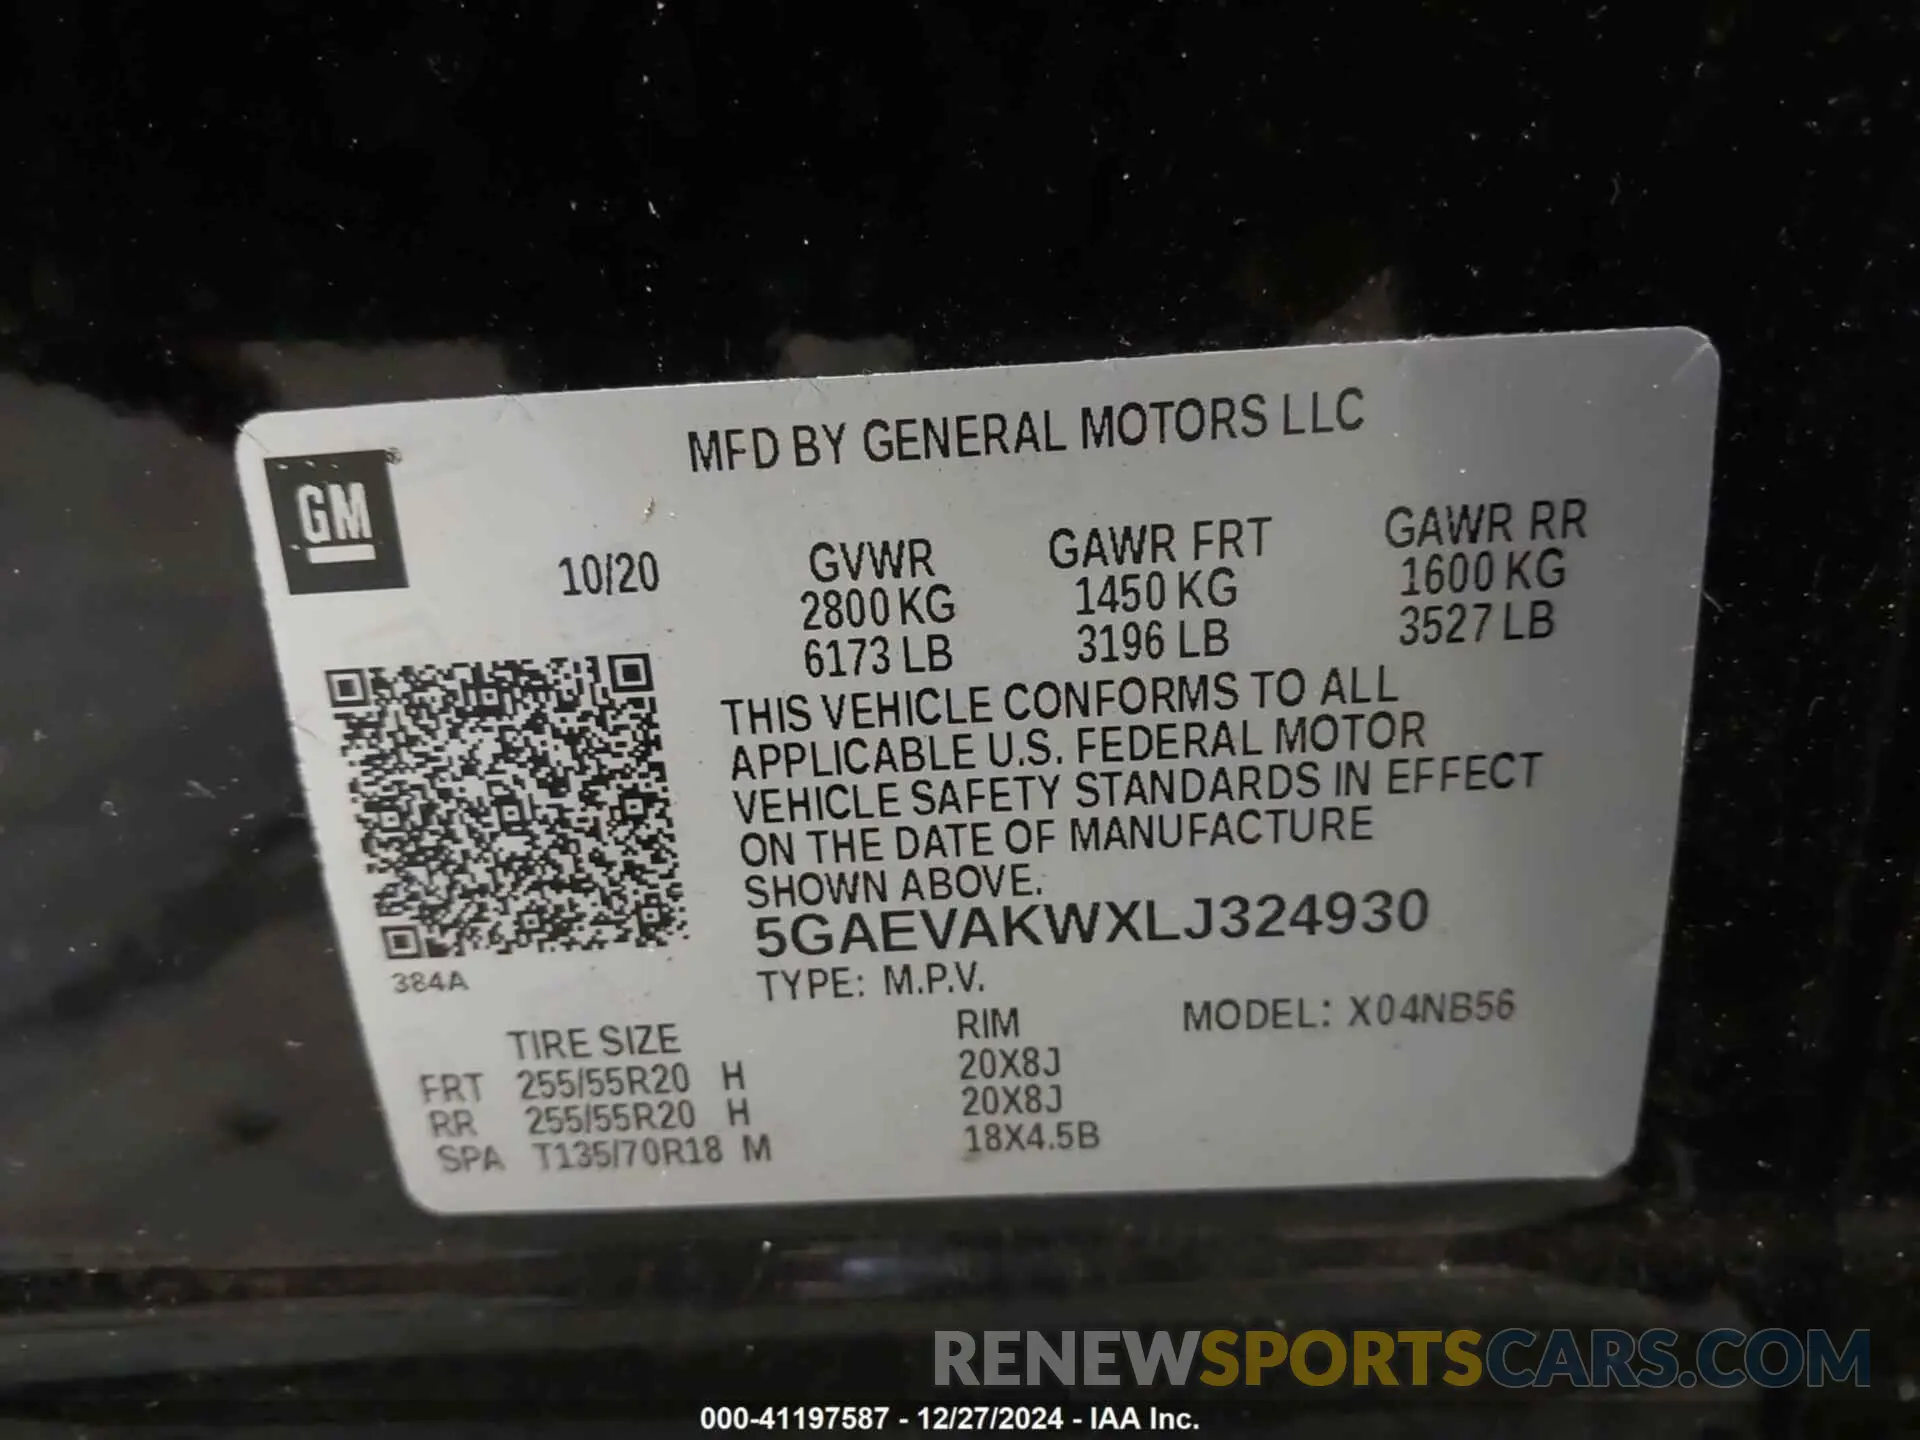 MFD BY GENERAL MOTORS LLC
GM®
10/20
GVWR GAWR FRT GAWR RR
2800 KG 1450 KG 1600 KG
6173 LB 3196 LB 3527 LB
THIS VEHICLE CONFORMS TO ALL
APPLICABLE U.S. FEDERAL MOTOR
VEHICLE SAFETY STANDARDS IN EFFECT
ON THE DATE OF MANUFACTURE
SHOWN ABOVE.
5GAEVAKWXLJ324930
384A
TYPE: M.P.V.
TIRE SIZE RIM MODEL: X04NB56
FRT 255/55R20 H 20X8J
RR 255/55R20 H 20X8J
SPA T135/70R18 M 18X4.5B
RENEWSPORTSCARS.COM
000-41197587 - 12/27/2024 - IAA Inc.